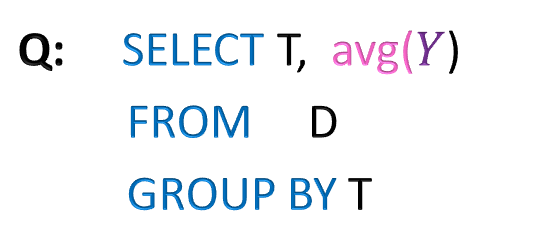 Q: SELECT T, avg(Y)
FROM D
GROUP BY T